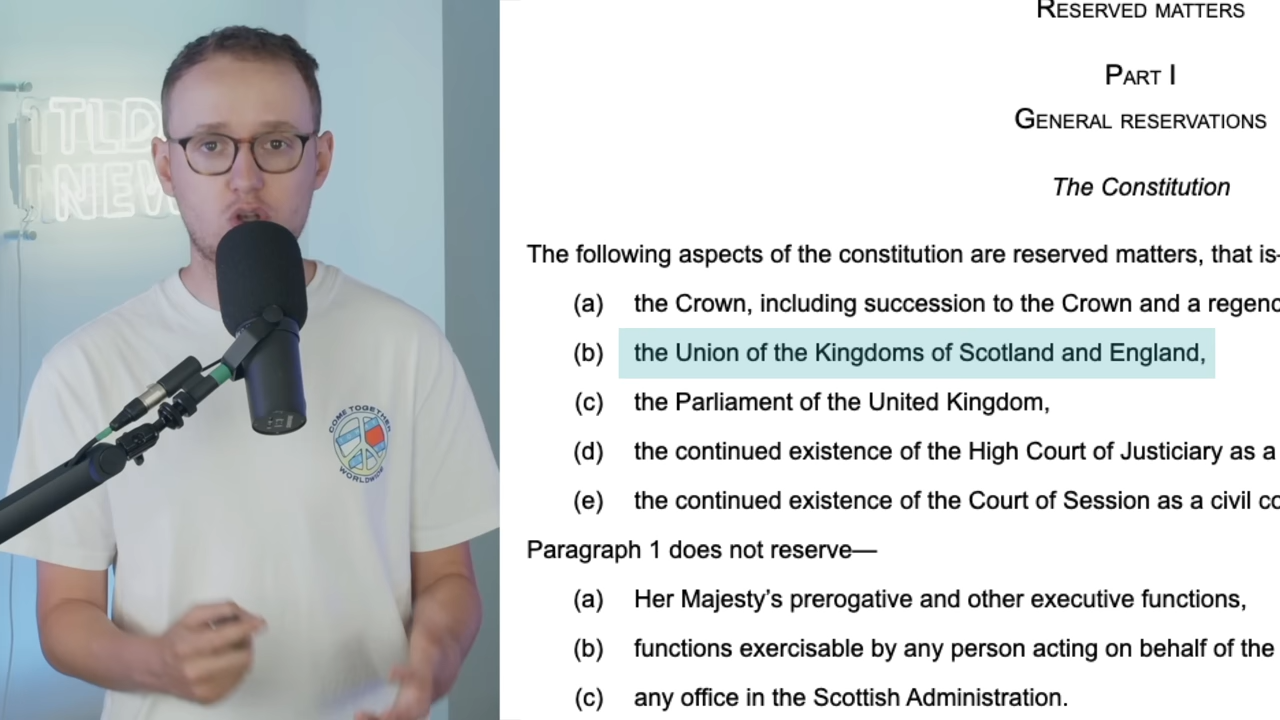 TLD
NEW
COME TOGETHER
WORLDWIDE
RESERVED MATTERS
PART I
GENERAL RESERVATIONS
The Constitution
The following aspects of the constitution are reserved matters, that is-
(a) the Crown, including succession to the Crown and a regenc
(b) the Union of the Kingdoms of Scotland and England,
(c) the Parliament of the United Kingdom,
(d) the continued existence of the High Court of Justiciary as a
(e) the continued existence of the Court of Session as a civil co
Paragraph 1 does not reserve—
(a) Her Majesty’s prerogative and other executive functions,
(b) functions exercisable by any person acting on behalf of the
(c) any office in the Scottish Administration.